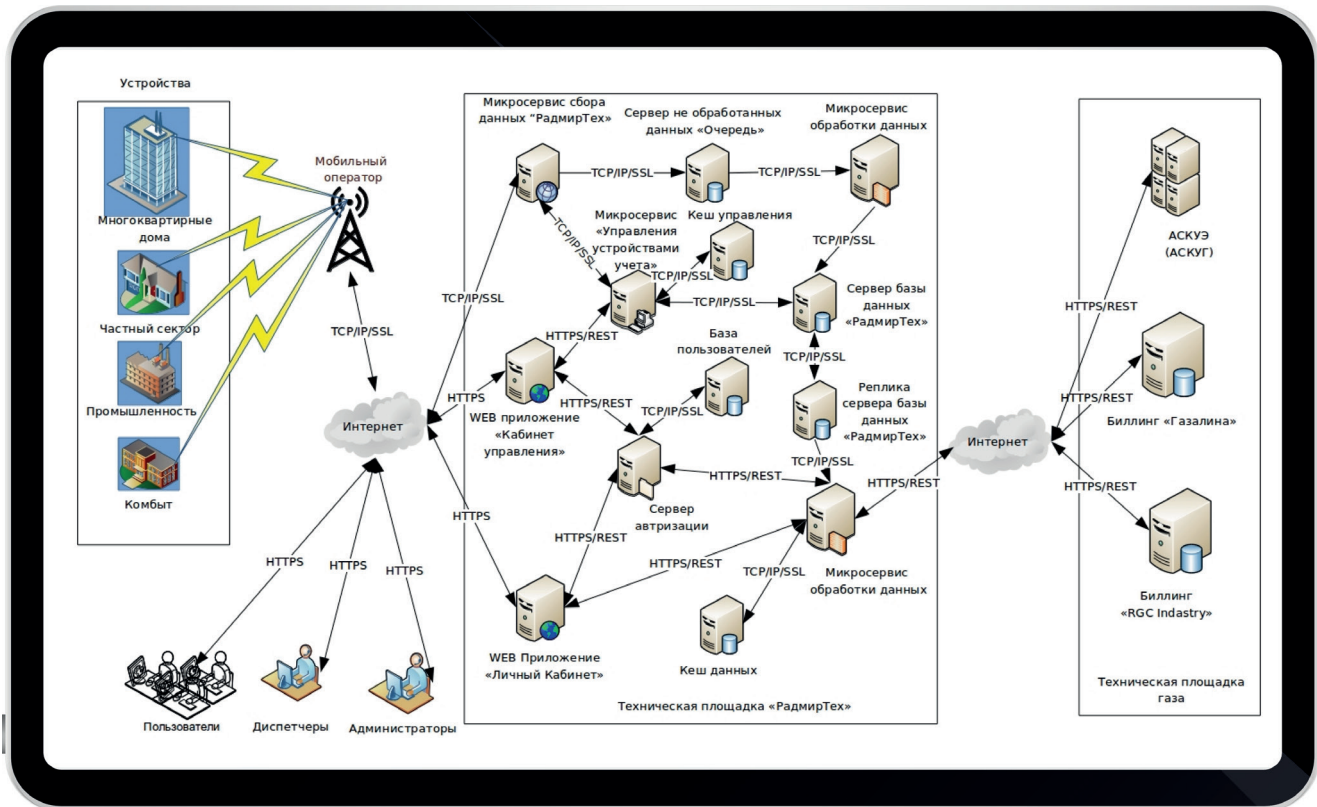 Устройства
Многоквартирные
дома
Частный сектор
Промышленность
Комбыт
Мобильный
оператор
TCP/IP/SSL
Интернет
HTTPS
HTTPS
HTTPS
Пользователи
Диспетчеры
Администраторы
Микросервис сбора
данных “РадмирТех»
Сервер не обработанных
данных «Очередь»
Микросервис
обработки данных
TCP/IP/SSL
TCP/IP/SSL
TCP/IP/SSL
TCP/IP/SSL
Микросервис
«Управления
устройствами
учета»
Кеш управления
TCP/IP/SSL
TCP/IP/SSL
TCP/IP/SSL
Сервер базы
данных
«РадмирТех»
HTTPS/REST
База
пользователей
TCP/IP/SSL
HTTPS
WEB приложение
«Кабинет
управления»
HTTPS/REST
TCP/IP/SSL
Реплика
сервера базы
данных
«РадмирТех»
TCP/IP/SSL
HTTPS/REST
Сервер
автризации
HTTPS
HTTPS/REST
HTTPS/REST
TCP/IP/SSL
Микросервис
обработки данных
HTTPS/REST
WEB Приложение
«Личный Кабинет»
Кеш данных
Техническая площадка «РадмирТех»
Интернет
АСКУЭ
(АСКУГ)
HTTPS/REST
HTTPS/REST
Биллинг «Газалина»
HTTPS/REST
Биллинг
«RGC Indastry»
Техническая площадка
газа